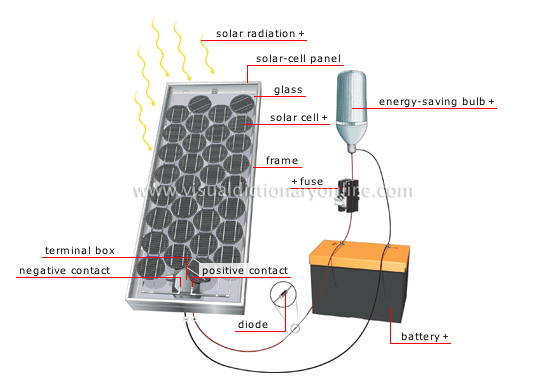 solar radiation +
solar-cell panel
glass
energy-saving bulb +
solar cell +
frame
+ fuse
www.visualdictionaryonline.com
terminal box
negative contact
positive contact
diode
battery +